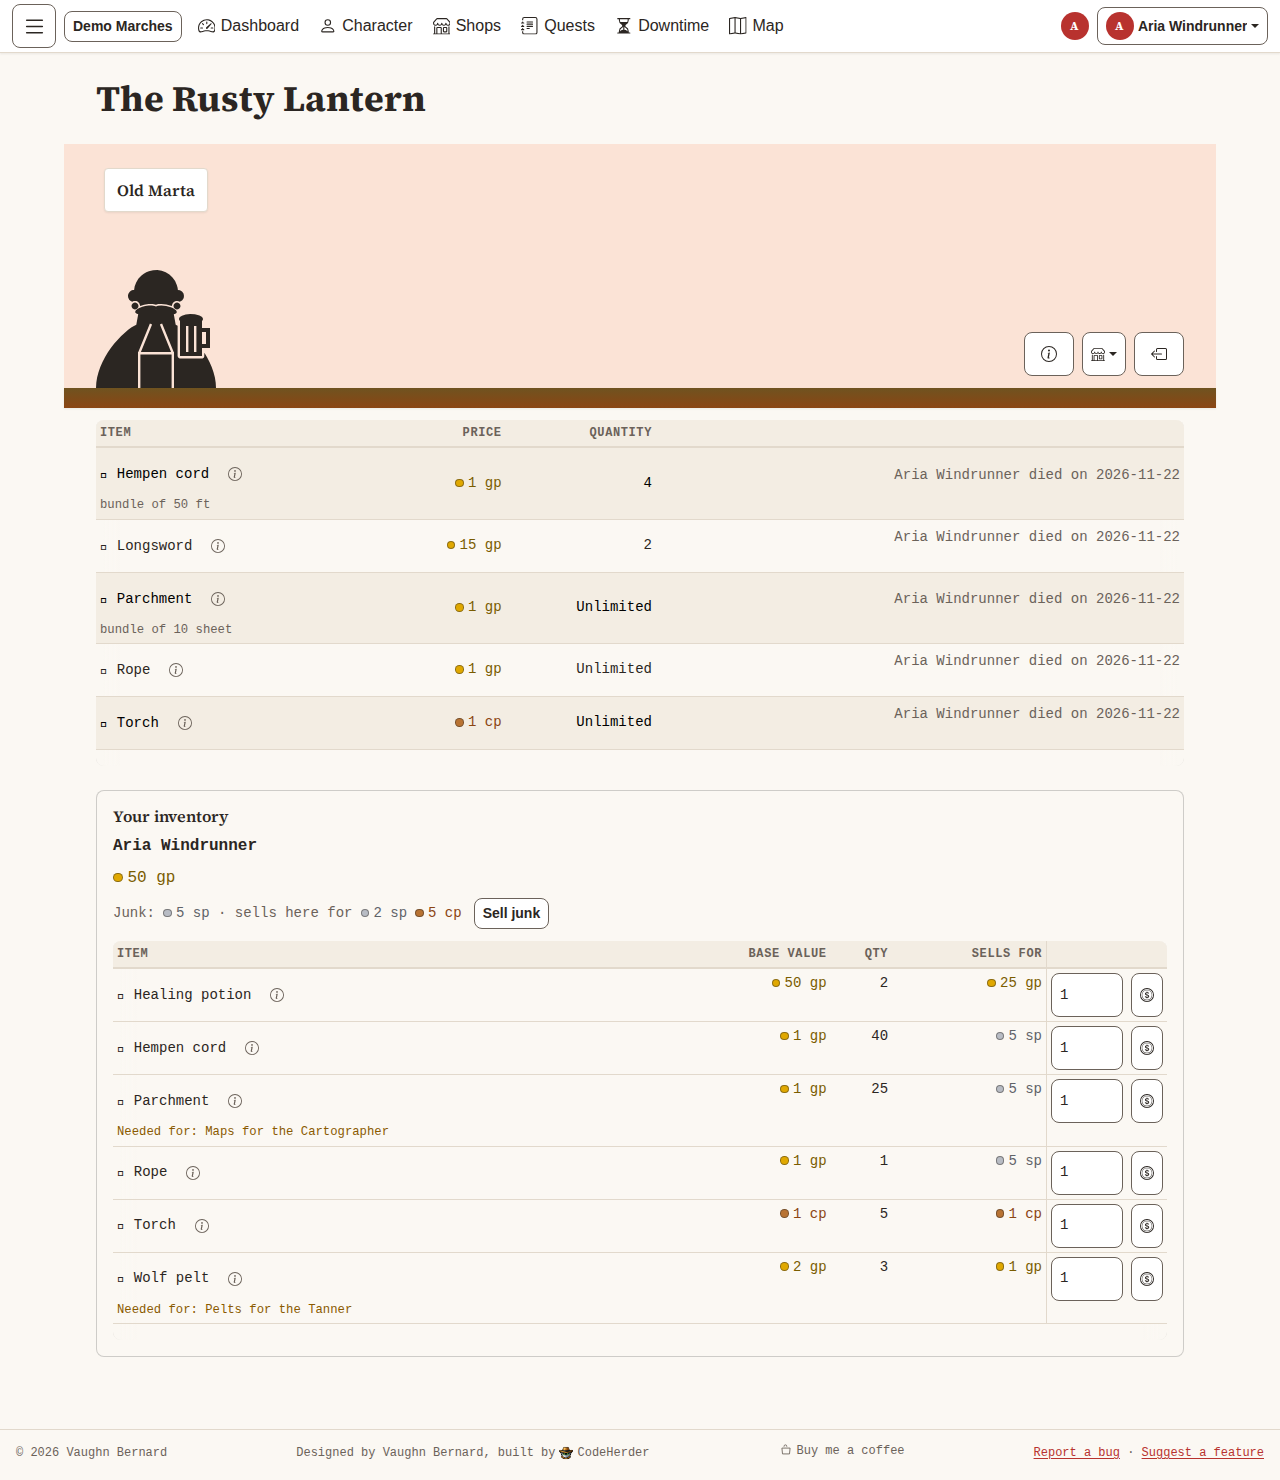 Demo Marches
Dashboard
Character
Shops
Quests
Downtime
Map
A
A
Aria Windrunner
The Rusty Lantern
Old Marta
ITEM PRICE QUANTITY
Hempen cord 1 gp 4 Aria Windrunner died on 2026-11-22
bundle of 50 ft
Longsword 15 gp 2 Aria Windrunner died on 2026-11-22
Parchment 1 gp Unlimited Aria Windrunner died on 2026-11-22
bundle of 10 sheet
Rope 1 gp Unlimited Aria Windrunner died on 2026-11-22
Torch 1 cp Unlimited Aria Windrunner died on 2026-11-22
Your inventory
Aria Windrunner
50 gp
Junk: 5 sp · sells here for 2 sp 5 cp Sell junk
ITEM BASE VALUE QTY SELLS FOR
Healing potion 50 gp 2 25 gp 1
Hempen cord 1 gp 40 5 sp 1
Parchment 1 gp 25 5 sp 1
Needed for: Maps for the Cartographer
Rope 1 gp 1 5 sp 1
Torch 1 cp 5 1 cp 1
Wolf pelt 2 gp 3 1 gp 1
Needed for: Pelts for the Tanner
© 2026 Vaughn Bernard
Designed by Vaughn Bernard, built by CodeHerder
Buy me a coffee
Report a bug · Suggest a feature